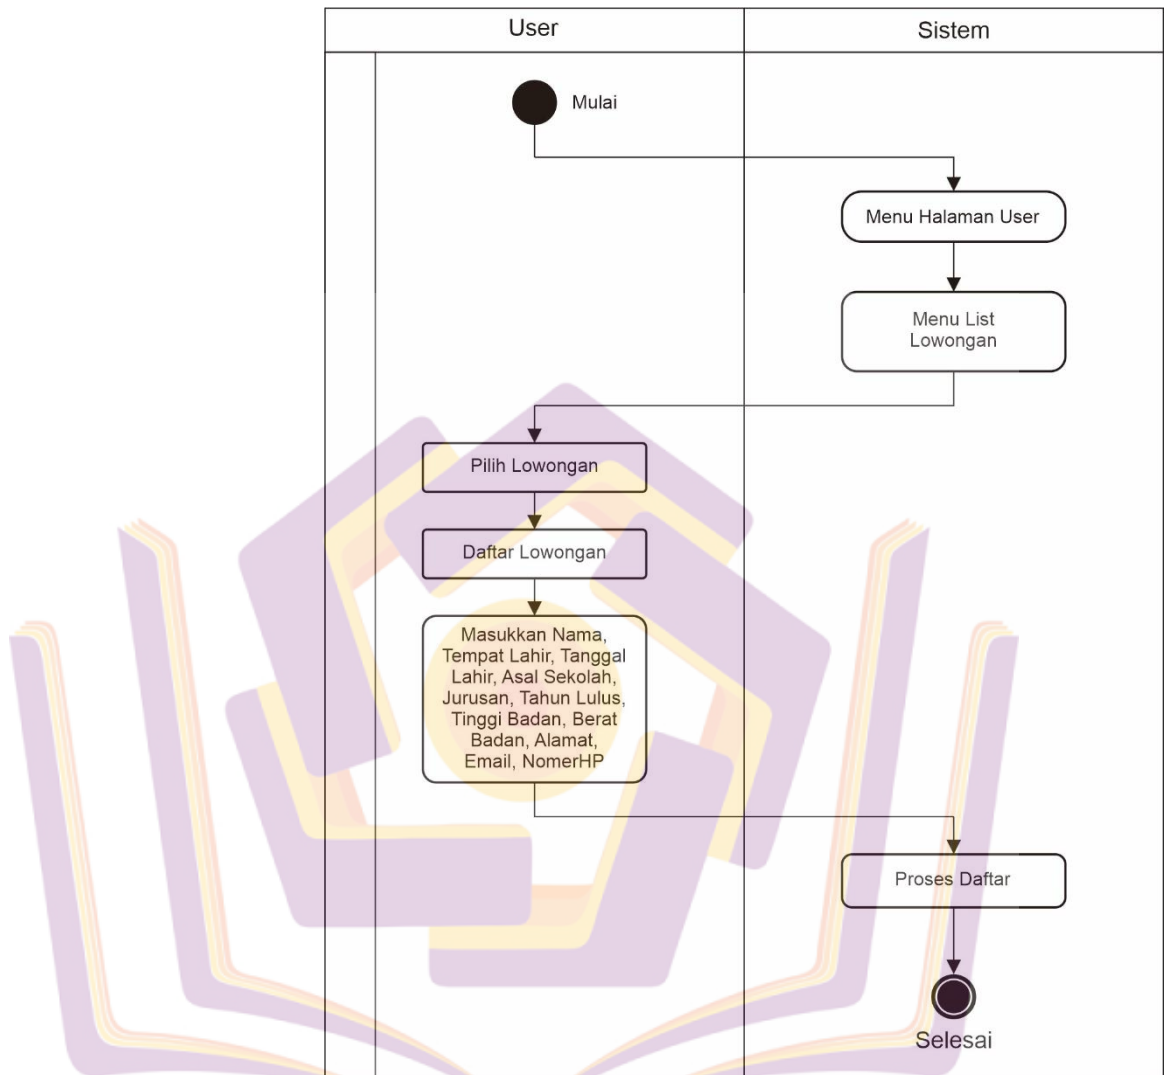 User
Sistem
Mulai
Menu Halaman User
Menu List
Lowongan
Pilih Lowongan
Daftar Lowongan
Masukkan Nama,
Tempat Lahir, Tanggal
Lahir, Asal Sekolah,
Jurusan, Tahun Lulus,
Tinggi Badan, Berat
Badan, Alamat,
Email, NomerHP
Proses Daftar
Selesai